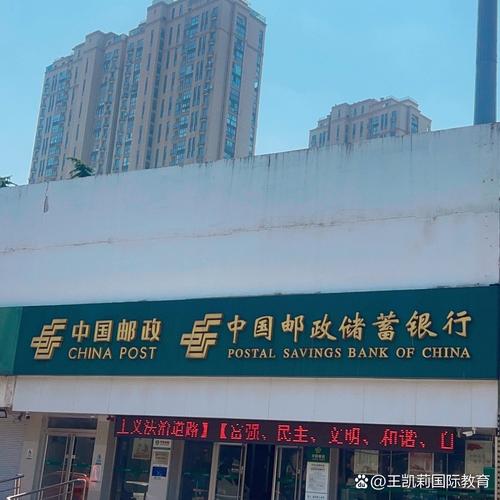 中国邮政
CHINA POST
中国邮政储蓄银行
POSTAL SAVINGS BANK OF CHINA
义法治道路】【富强、民主、文明、和谐、自
@王凯莉国际教育